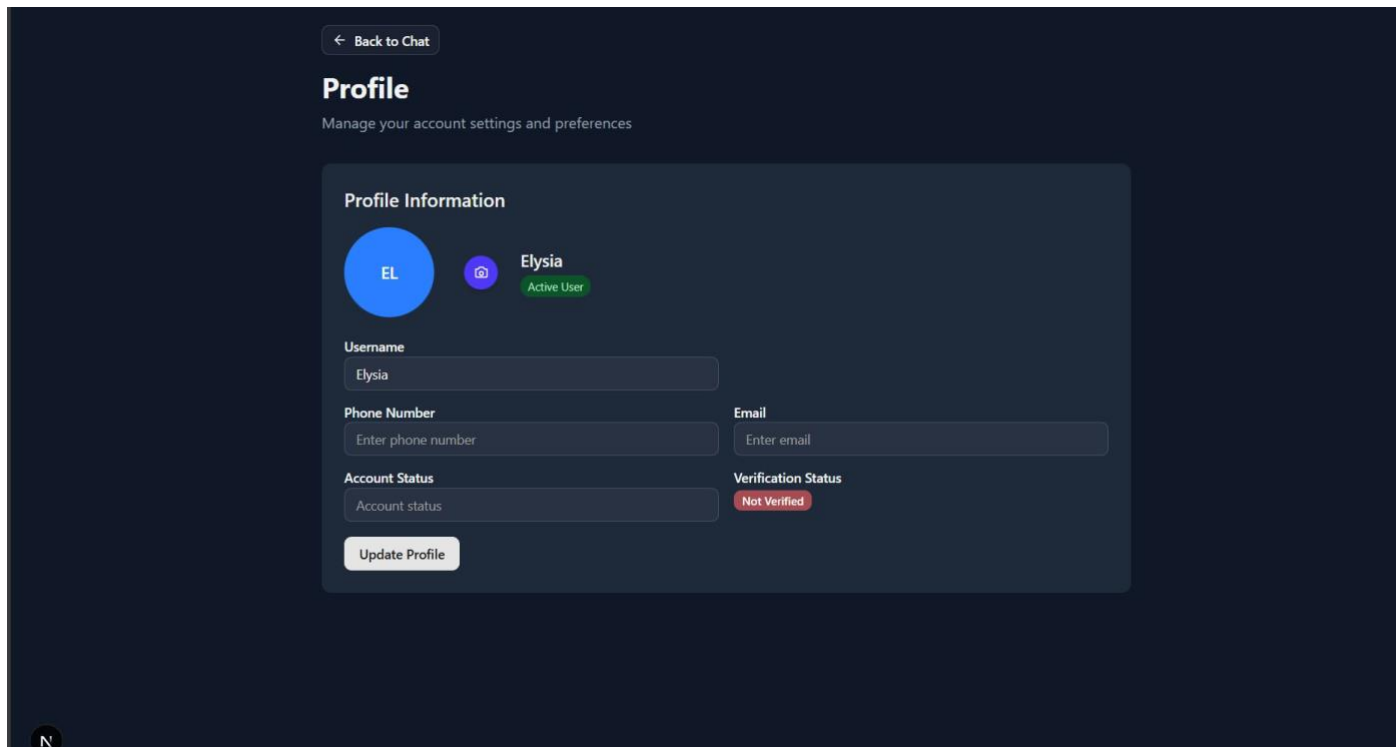 ← Back to Chat
Profile
Manage your account settings and preferences
Profile Information
EL
Elysia
Active User
Username
Elysia
Phone Number
Email
Enter phone number
Enter email
Account Status
Verification Status
Account status
Not Verified
Update Profile
N